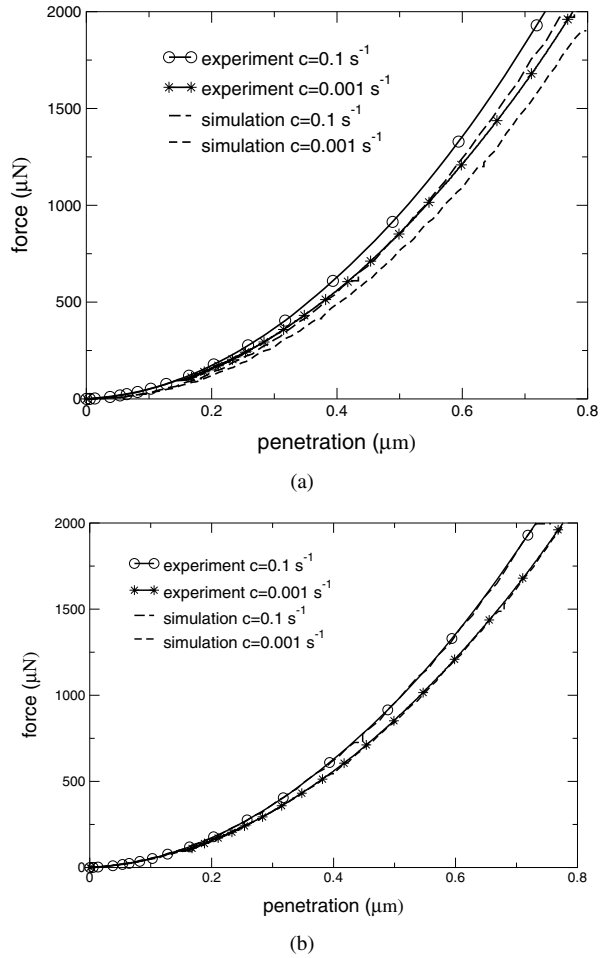 2000
experiment c=0.1 s⁻¹
experiment c=0.001 s⁻¹
simulation c=0.1 s⁻¹
simulation c=0.001 s⁻¹
1500
1000
500
0
force (μN)
0 0.2 0.4 0.6 0.8
penetration (μm)
(a)
2000
experiment c=0.1 s⁻¹
experiment c=0.001 s⁻¹
simulation c=0.1 s⁻¹
simulation c=0.001 s⁻¹
1500
1000
500
0
force (μN)
0 0.2 0.4 0.6 0.8
penetration (μm)
(b)